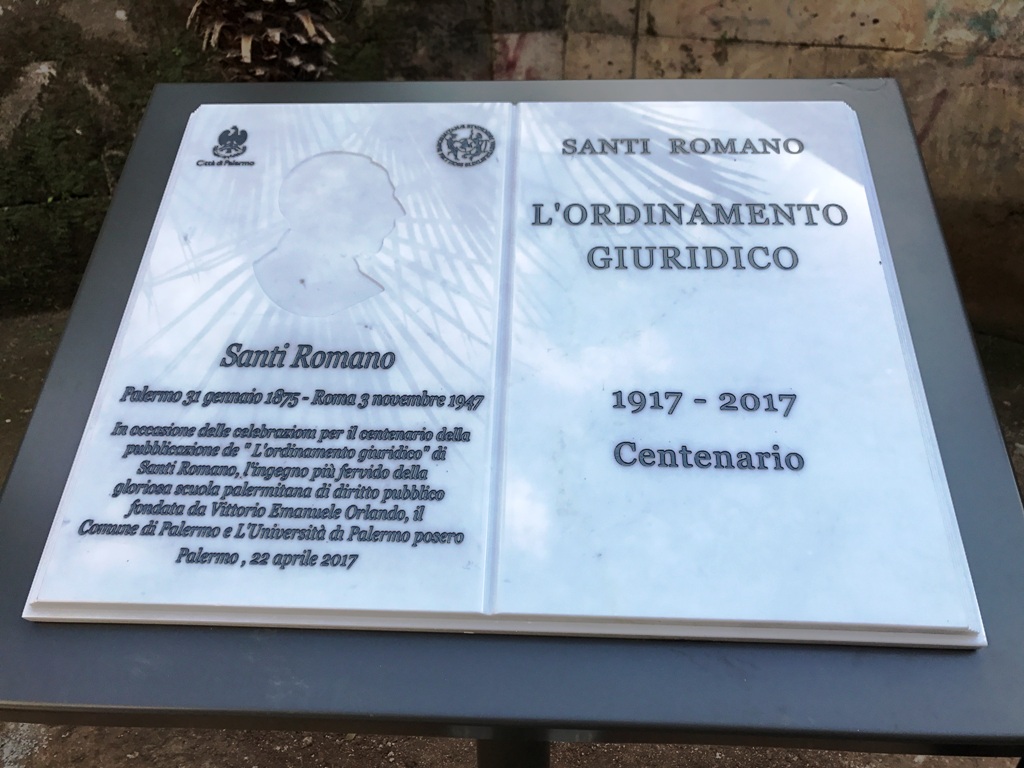 Città di Palermo
Santi Romano
Palermo 31 gennaio 1875 - Roma 3 novembre 1947
In occasione delle celebrazioni per il centenario della
pubblicazione de " L'ordinamento giuridico" di
Santi Romano, l'ingegno più fervido della
gloriosa scuola palermitana di diritto pubblico
fondata da Vittorio Emanuele Orlando, il
Comune di Palermo e L'Università di Palermo posero
Palermo , 22 aprile 2017
SANTI ROMANO
L'ORDINAMENTO
GIURIDICO
1917 - 2017
Centenario